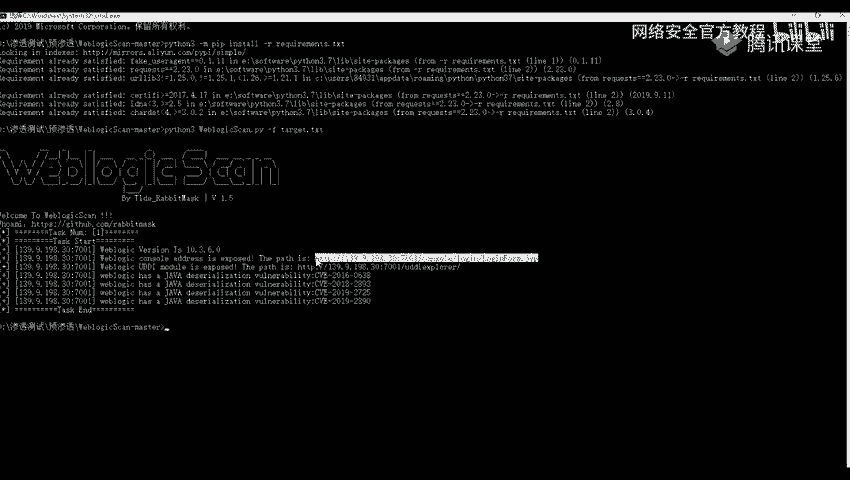 (c) 2019 Microsoft Corporation。保留所有权利。
网络安全官方教程
腾讯课堂
bilibili
:\渗透测试\预渗透\WeblogicScan-master>python3 -m pip install -r requirements.txt
Looking in indexes: http://mirrors.aliyun.com/pypi/simple/
Requirement already satisfied: fake_useragent==0.1.11 in e:\software\python3.7\lib\site-packages (from -r requirements.txt (line 1)) (0.1.11)
Requirement already satisfied: requests==2.23.0 in e:\software\python3.7\lib\site-packages (from -r requirements.txt (line 2)) (2.23.0)
Requirement already satisfied: urllib3!=1.25.0,!=1.25.1,<1.26,>=1.21.1 in c:\users\84931\appdata\roaming\python\python37\site-packages (from requests==2.23.0->-r requirements.txt (line 2)) (1.25.6)
Requirement already satisfied: certifi>=2017.4.17 in e:\software\python3.7\lib\site-packages (from requests==2.23.0->-r requirements.txt (line 2)) (2019.9.11)
Requirement already satisfied: idna<3,>=2.5 in e:\software\python3.7\lib\site-packages (from requests==2.23.0->-r requirements.txt (line 2)) (2.8)
Requirement already satisfied: chardet<4,>=3.0.2 in e:\software\python3.7\lib\site-packages (from requests==2.23.0->-r requirements.txt (line 2)) (3.0.4)
:\渗透测试\预渗透\WeblogicScan-master>python3 WeblogicScan.py -f target.txt
Weblogic Scan
By Tide_RabbitMask | V 1.5
Welcome To WeblogicScan !!!
Whoami：https://github.com/rabbitmask
[*] ========Task Num: [1]========
[*] =========Task Start=========
[+] [139.9.198.30:7001] Weblogic Version Is 10.3.6.0
[+] [139.9.198.30:7001] Weblogic console address is exposed! The path is: http://139.9.198.30:7001/console/login/LoginForm.jsp
[+] [139.9.198.30:7001] Weblogic UDDI module is exposed! The path is: http://139.9.198.30:7001/uddiexplorer/
[+] [139.9.198.30:7001] weblogic has a JAVA deserialization vulnerability:CVE-2016-0638
[+] [139.9.198.30:7001] weblogic has a JAVA deserialization vulnerability:CVE-2018-2893
[+] [139.9.198.30:7001] weblogic has a JAVA deserialization vulnerability:CVE-2019-2725
[+] [139.9.198.30:7001] weblogic has a JAVA deserialization vulnerability:CVE-2019-2890
[*] ==========Task End==========
:\渗透测试\预渗透\WeblogicScan-master>